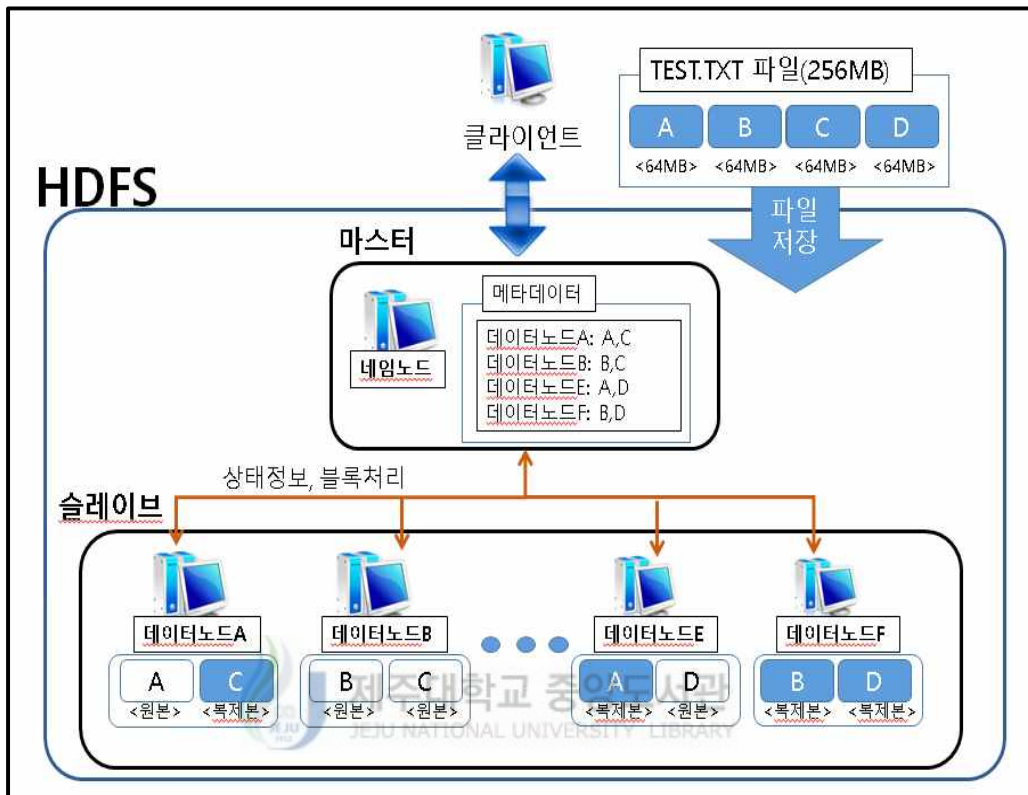 TEST.TXT 파일(256MB)
A B C D
<64MB> <64MB> <64MB> <64MB>
클라이언트
파일
저장
HDFS
마스터
메타데이터
네임노드
데이터노드A: A,C
데이터노드B: B,C
데이터노드E: A,D
데이터노드F: B,D
상태정보, 블록처리
슬레이브
데이터노드A 데이터노드B 데이터노드E 데이터노드F
A C B C A D B D
<원본> <복제본> <원본> <원본> <복제본> <원본> <복제본> <복제본>
제주대학교 중앙도서관
JEJU NATIONAL UNIVERSITY LIBRARY
JEJU